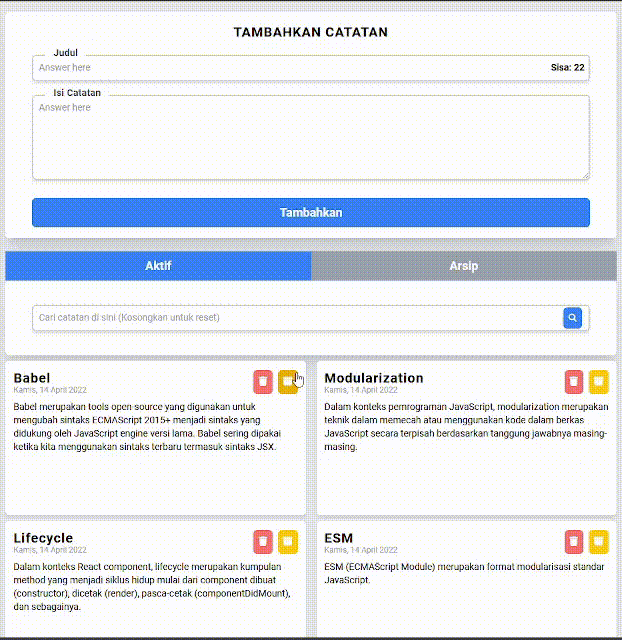 TAMBAHKAN CATATAN
Judul
Answer here
Sisa: 22
Isi Catatan
Answer here
Tambahkan
Aktif
Arsip
Cari catatan di sini (Kosongkan untuk reset)
Babel
Kamis, 14 April 2022
Babel merupakan tools open-source yang digunakan untuk
mengubah sintaks ECMAScript 2015+ menjadi sintaks yang
didukung oleh JavaScript engine versi lama. Babel sering dipakai
ketika kita menggunakan sintaks terbaru termasuk sintaks JSX.
Modularization
Kamis, 14 April 2022
Dalam konteks pemrograman JavaScript, modularization merupakan
teknik dalam memecah atau menggunakan kode dalam berkas
JavaScript secara terpisah berdasarkan tanggung jawabnya masing-
masing.
Lifecycle
Kamis, 14 April 2022
Dalam konteks React component, lifecycle merupakan kumpulan
method yang menjadi siklus hidup mulai dari component dibuat
(constructor), dicetak (render), pasca-cetak (componentDidMount),
dan sebagainya.
ESM
Kamis, 14 April 2022
ESM (ECMAScript Module) merupakan format modularisasi standar
JavaScript.